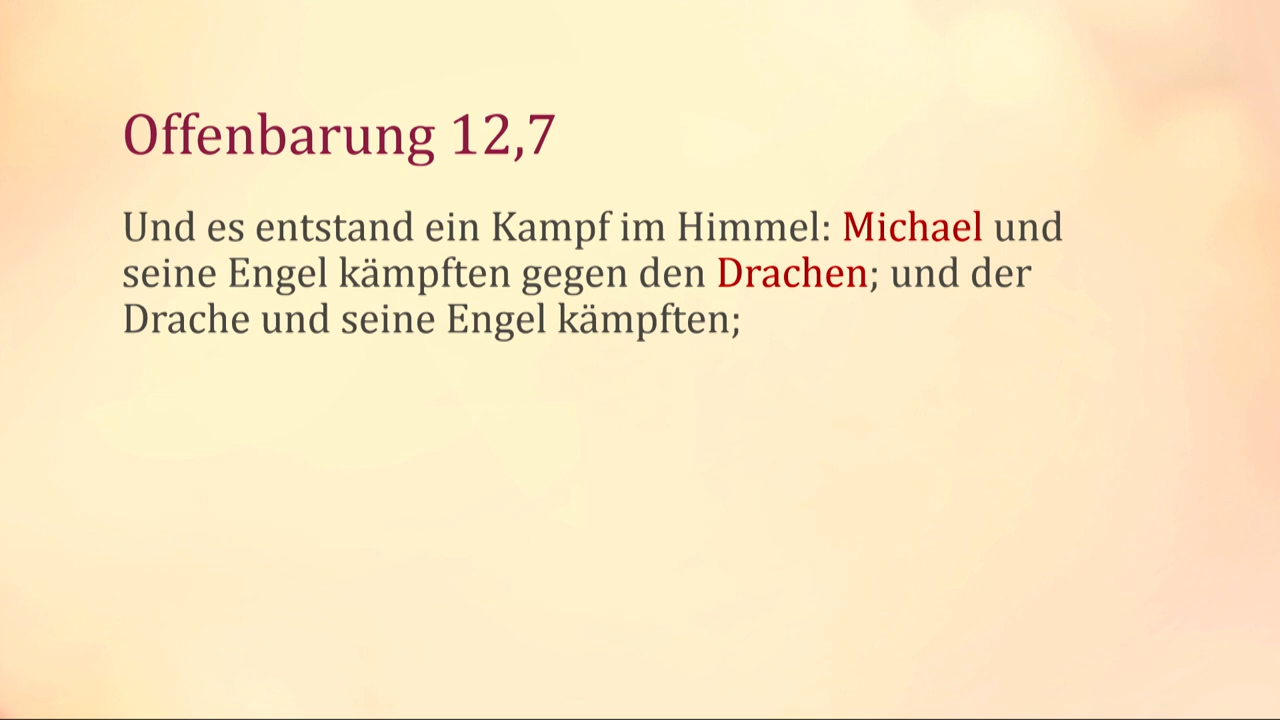 Offenbarung 12,7
Und es entstand ein Kampf im Himmel: Michael und
seine Engel kämpften gegen den Drachen; und der
Drache und seine Engel kämpften;